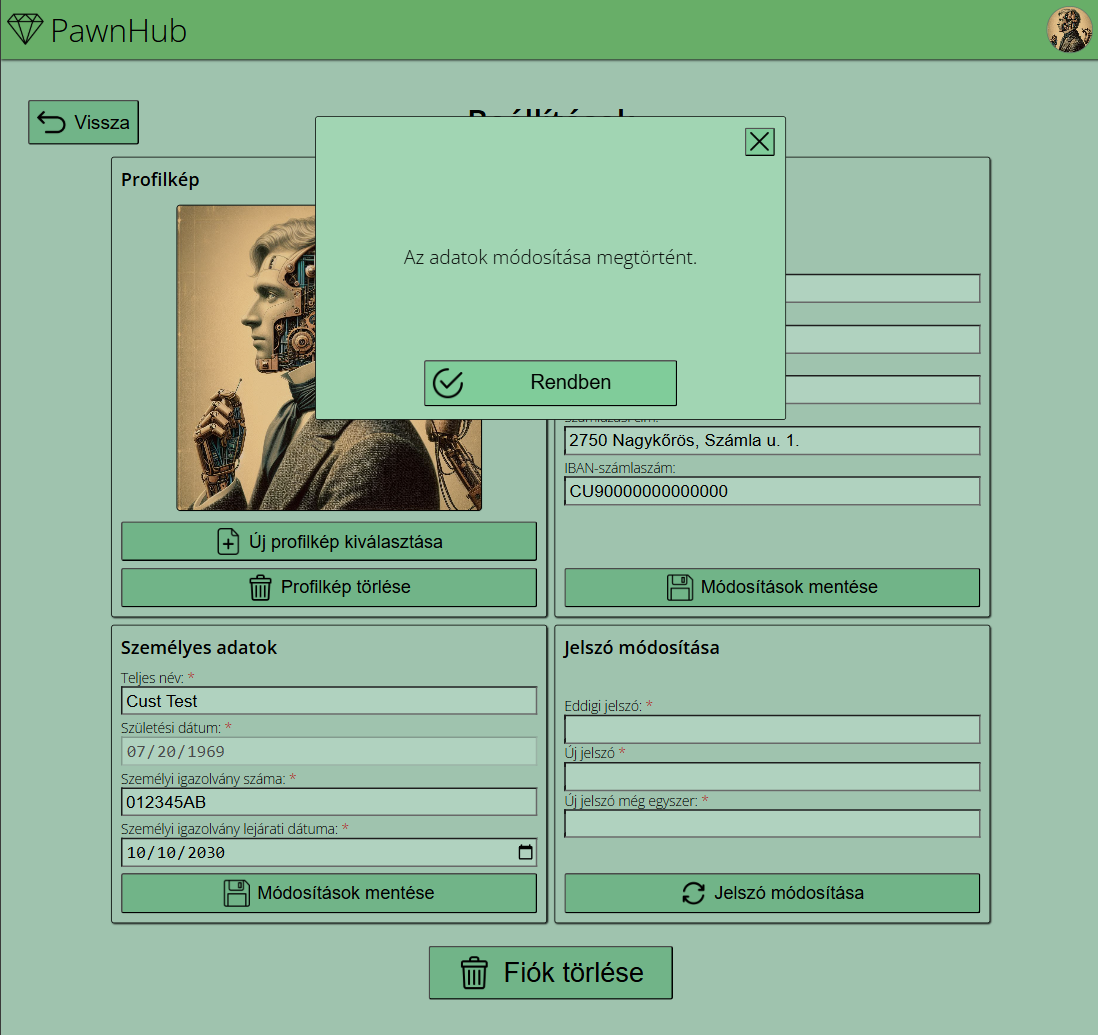 PawnHub
Vissza
Profilkép
Az adatok módosítása megtörtént.
Rendben
2750 Nagykőrös, Számla u. 1.
IBAN-számlaszám:
CU90000000000000
Új profilkép kiválasztása
Profilkép törlése
Módosítások mentése
Személyes adatok
Teljes név: *
Cust Test
Születési dátum: *
07/20/1969
Személyi igazolvány száma: *
012345AB
Személyi igazolvány lejárati dátuma: *
10/10/2030
Módosítások mentése
Jelszó módosítása
Eddigi jelszó: *
Új jelszó *
Új jelszó még egyszer: *
Jelszó módosítása
Fiók törlése